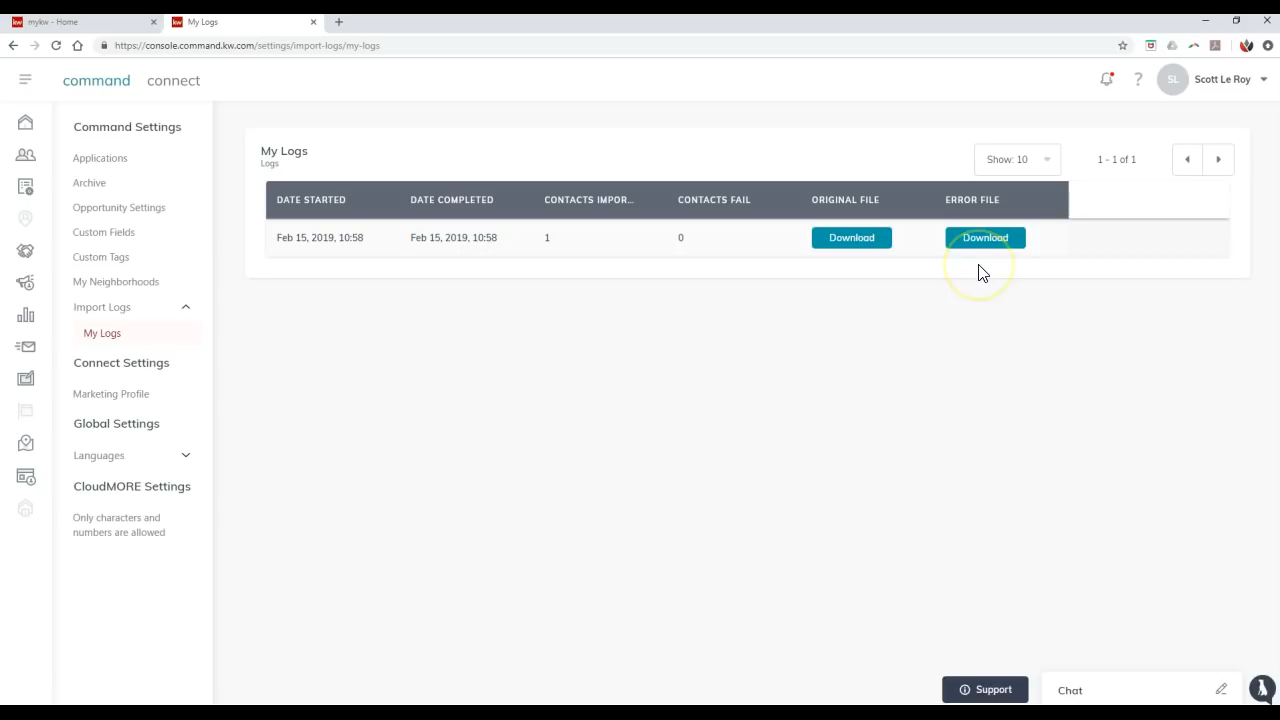 kw mykw - Home
kw My Logs
https://console.command.kw.com/settings/import-logs/my-logs
command connect
? SL Scott Le Roy
Command Settings
Applications
Archive
Opportunity Settings
Custom Fields
Custom Tags
My Neighborhoods
Import Logs
My Logs
Connect Settings
Marketing Profile
Global Settings
Languages
CloudMORE Settings
Only characters and
numbers are allowed
My Logs
Logs
Show: 10
1 - 1 of 1
DATE STARTED DATE COMPLETED CONTACTS IMPOR... CONTACTS FAIL ORIGINAL FILE ERROR FILE
Feb 15, 2019, 10:58 Feb 15, 2019, 10:58 1 0 Download Download
Support
Chat